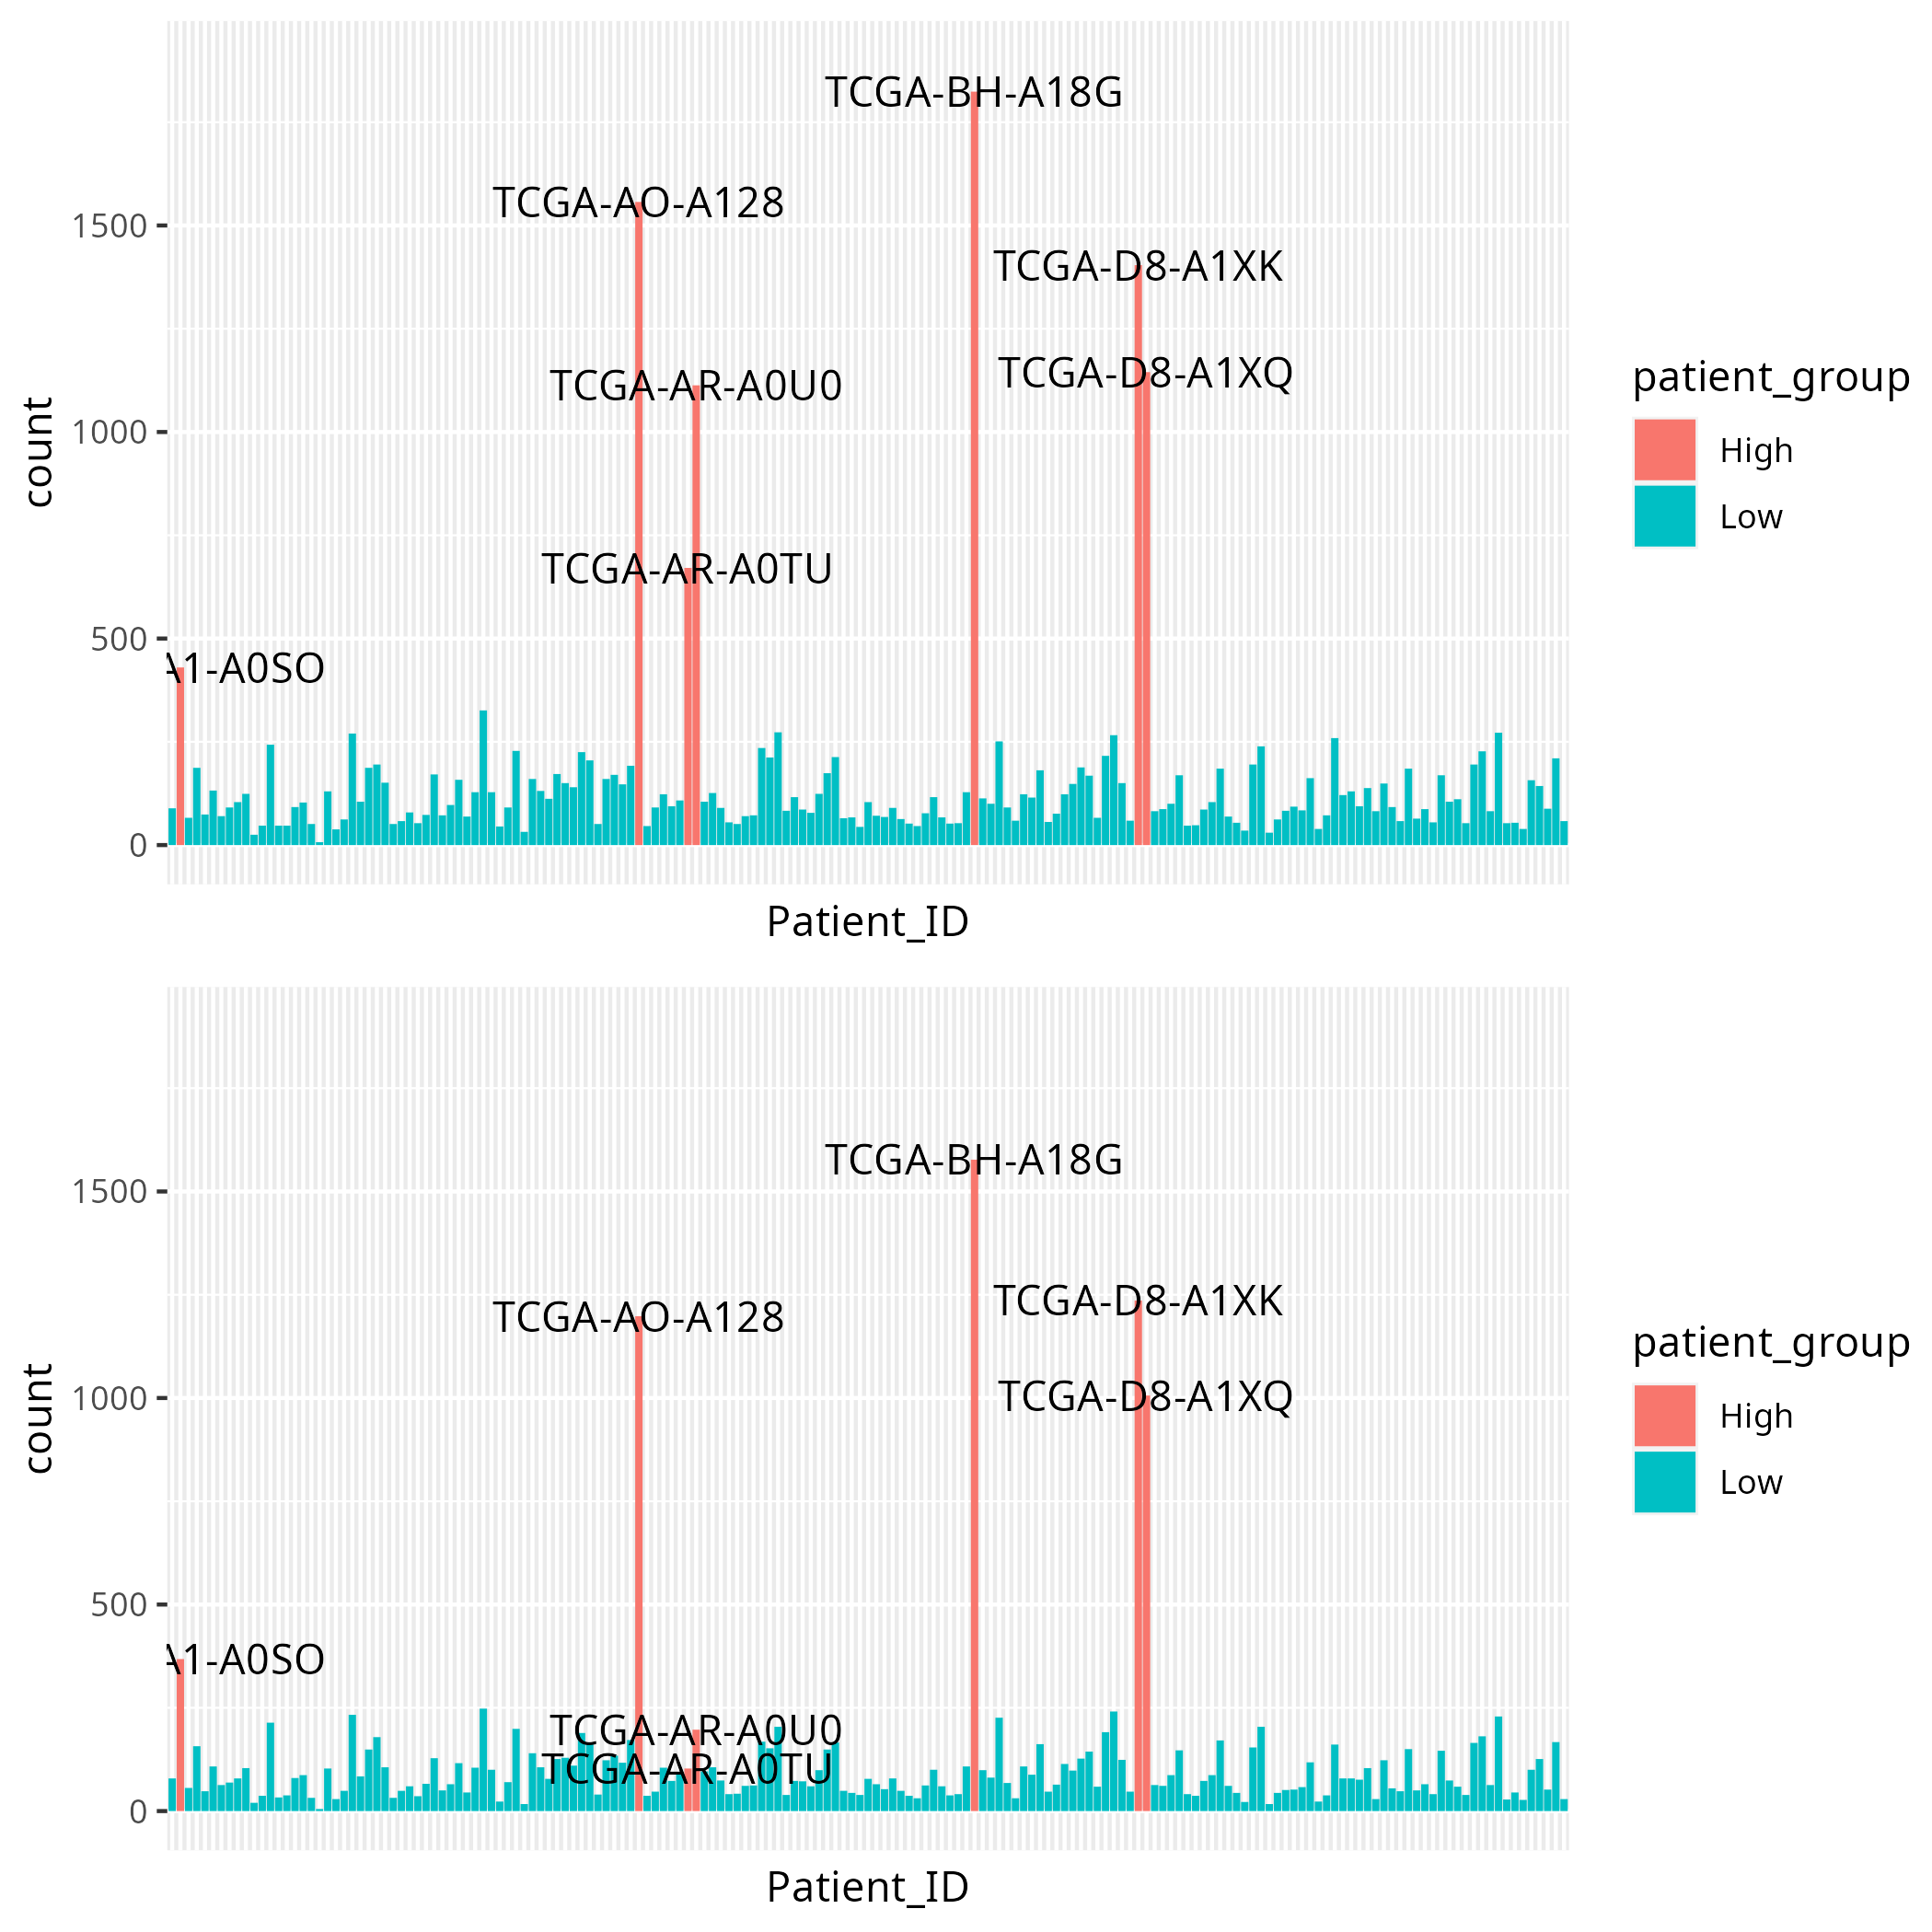 TCGA-BH-A18G
TCGA-AO-A128
1500
TCGA-D8-A1XK
TCGA-D8-A1XQ
TCGA-AR-A0U0
1000
TCGA-AR-A0TU
500
A1-A0SO
0
count
Patient_ID
patient_group
High
Low
TCGA-BH-A18G
1500
TCGA-D8-A1XK
TCGA-AO-A128
TCGA-D8-A1XQ
1000
500
A1-A0SO
TCGA-AR-A0U0
TCGA-AR-A0TU
0
count
Patient_ID
patient_group
High
Low